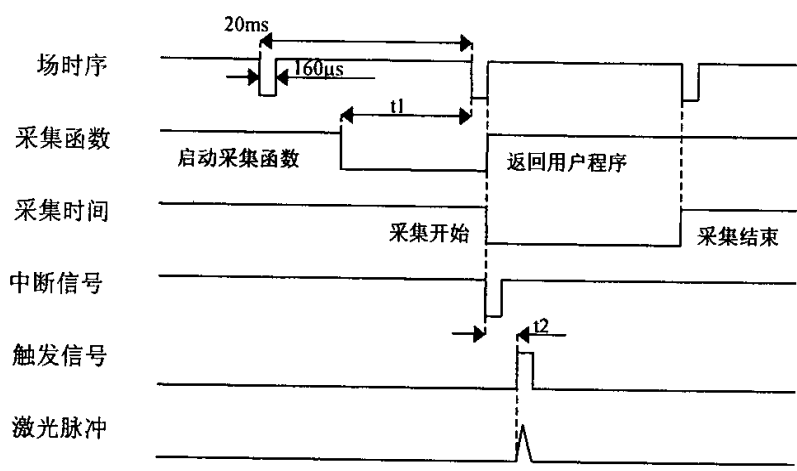 20ms
场时序
160μs
t1
采集函数
启动采集函数
返回用户程序
采集时间
采集开始
采集结束
中断信号
t2
触发信号
激光脉冲